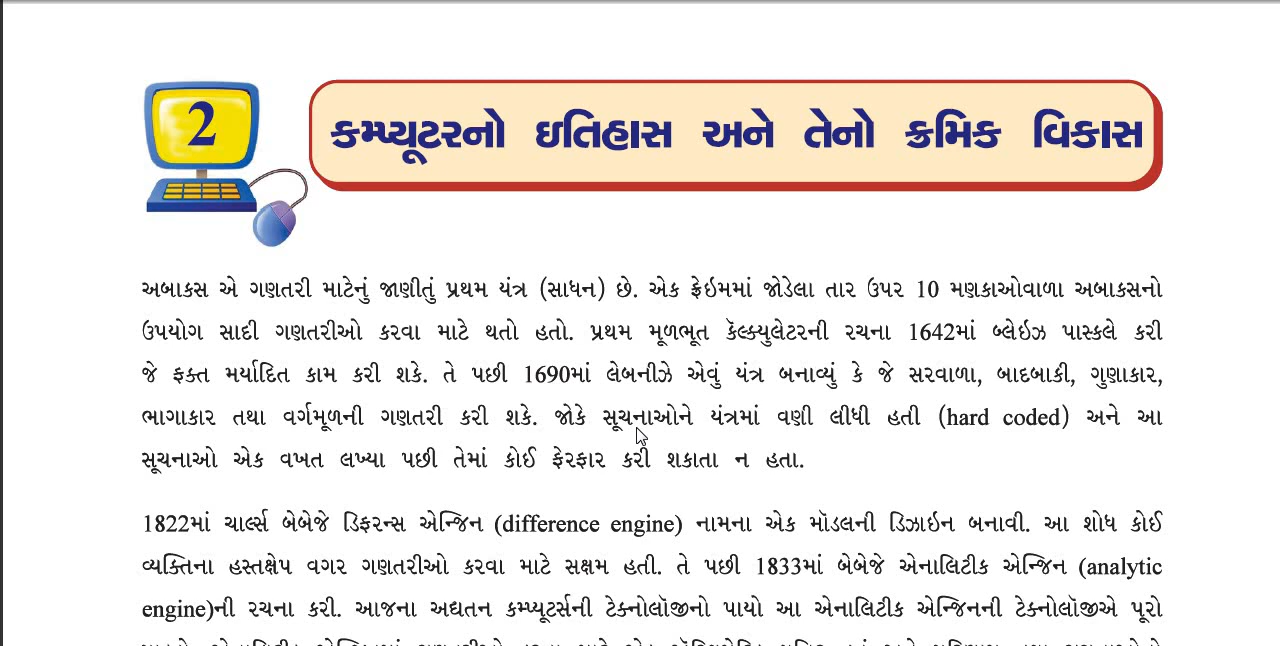 2
કમ્પ્યૂટરનો ઇતિહાસ અને તેનો ક્રમિક વિકાસ
અબાકસ એ ગણતરી માટેનું જાણીતું પ્રથમ યંત્ર (સાધન) છે. એક ફ્રેઇમમાં જોડેલા તાર ઉપર 10 મણકાઓવાળા અબાકસનો
ઉપયોગ સાદી ગણતરીઓ કરવા માટે થતો હતો. પ્રથમ મૂળભૂત કૅલ્ક્યુલેટરની રચના 1642માં બ્લેઇઝ પાસ્કલે કરી
જે ફક્ત મર્યાદિત કામ કરી શકે. તે પછી 1690માં લેબનીઝે એવું યંત્ર બનાવ્યું કે જે સરવાળા, બાદબાકી, ગુણાકાર,
ભાગાકાર તથા વર્ગમૂળની ગણતરી કરી શકે. જોકે સૂચનાઓને યંત્રમાં વણી લીધી હતી (hard coded) અને આ
સૂચનાઓ એક વખત લખ્યા પછી તેમાં કોઈ ફેરફાર કરી શકાતા ન હતા.
1822માં ચાર્લ્સ બેબેજે ડિફરન્સ એન્જિન (difference engine) નામના એક મૉડલની ડિઝાઇન બનાવી. આ શોધ કોઈ
વ્યક્તિના હસ્તક્ષેપ વગર ગણતરીઓ કરવા માટે સક્ષમ હતી. તે પછી 1833માં બેબેજે એનાલિટીક એન્જિન (analytic
engine)ની રચના કરી. આજના અદ્યતન કમ્પ્યૂટર્સની ટેક્નોલૉજીનો પાયો આ એનાલિટીક એન્જિનની ટેક્નોલૉજીએ પૂરો